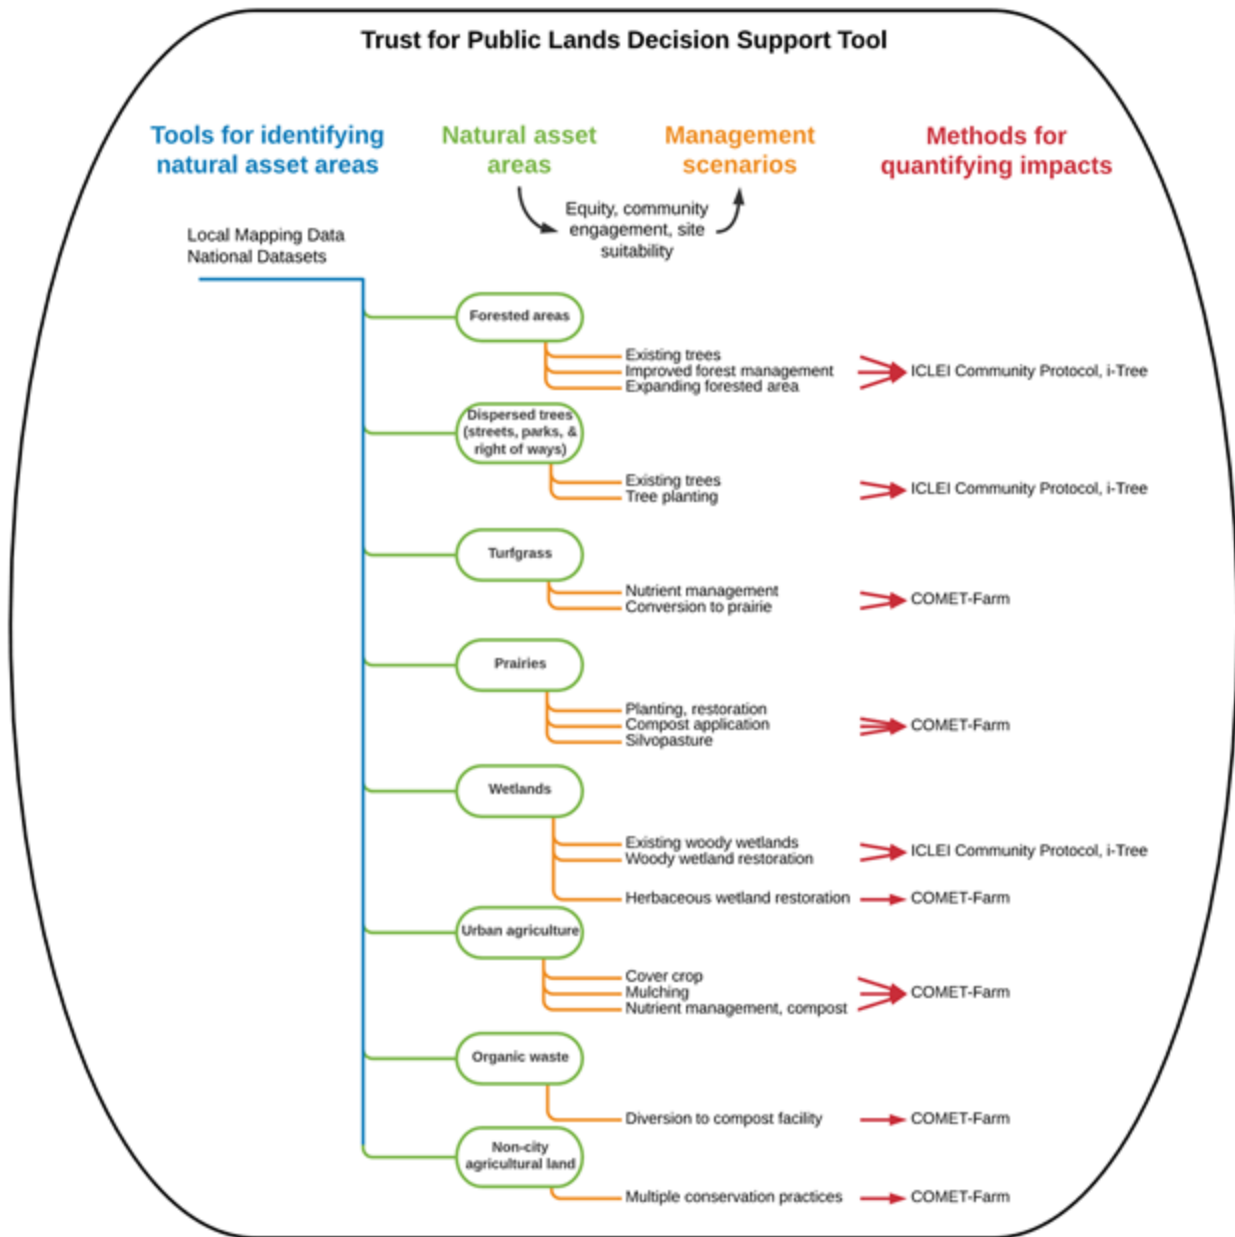 Trust for Public Lands Decision Support Tool
Tools for identifying
natural asset areas
Natural asset
areas
Management
scenarios
Methods for
quantifying impacts
Equity, community
engagement, site
suitability
Local Mapping Data
National Datasets
Forested areas
Existing trees
Improved forest management
Expanding forested area
ICLEI Community Protocol, i-Tree
Dispersed trees
(streets, parks, &
right of ways)
Existing trees
Tree planting
ICLEI Community Protocol, i-Tree
Turfgrass
Nutrient management
Conversion to prairie
COMET-Farm
Prairies
Planting, restoration
Compost application
Silvopasture
COMET-Farm
Wetlands
Existing woody wetlands
Woody wetland restoration
ICLEI Community Protocol, i-Tree
Herbaceous wetland restoration
COMET-Farm
Urban agriculture
Cover crop
Mulching
Nutrient management, compost
COMET-Farm
Organic waste
Diversion to compost facility
COMET-Farm
Non-city
agricultural land
Multiple conservation practices
COMET-Farm